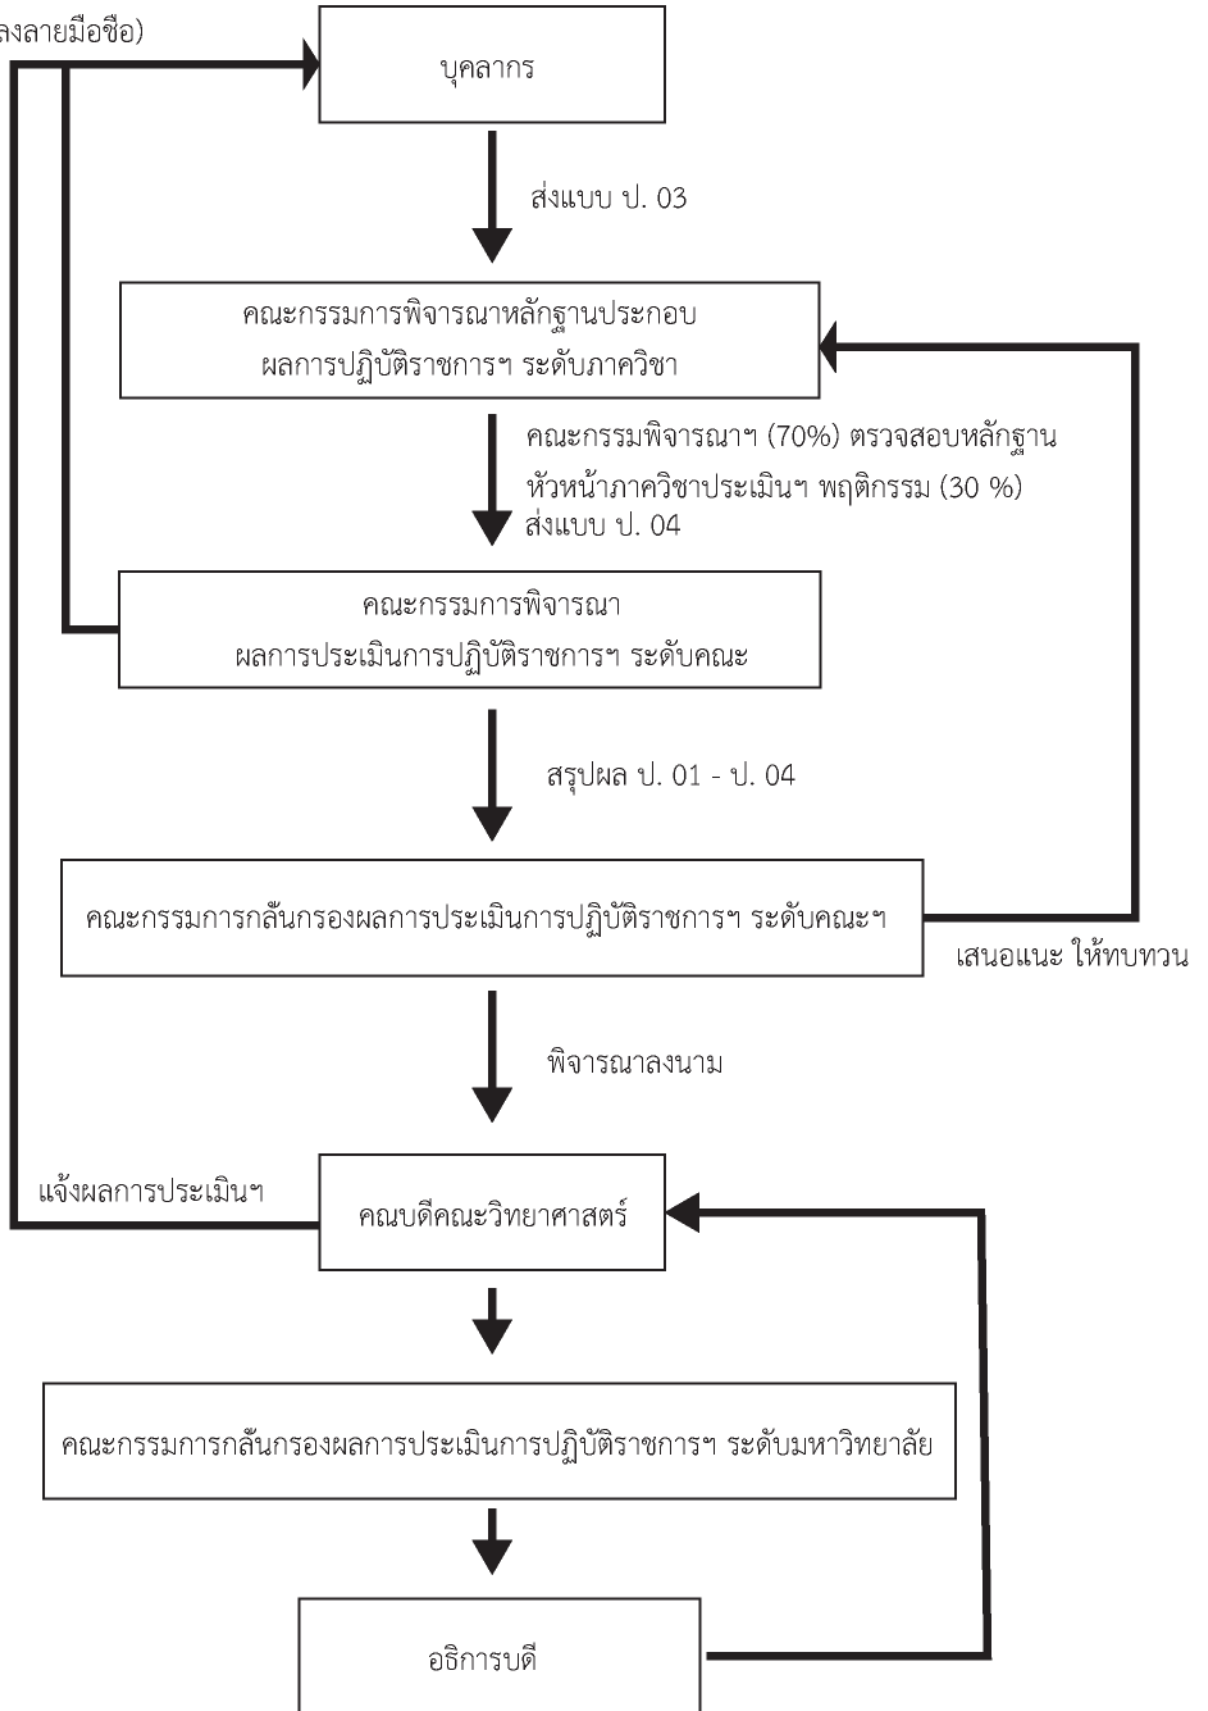 ลงลายมือชื่อ)
บุคลากร
ส่งแบบ ป. 03
คณะกรรมการพิจารณาหลักฐานประกอบ
ผลการปฏิบัติราชการฯ ระดับภาควิชา
คณะกรรมพิจารณาฯ (70%) ตรวจสอบหลักฐาน
หัวหน้าภาควิชาประเมินฯ พฤติกรรม (30 %)
ส่งแบบ ป. 04
คณะกรรมการพิจารณา
ผลการประเมินการปฏิบัติราชการฯ ระดับคณะ
สรุปผล ป. 01 - ป. 04
คณะกรรมการกลั่นกรองผลการประเมินการปฏิบัติราชการฯ ระดับคณะฯ
เสนอแนะ ให้ทบทวน
พิจารณาลงนาม
แจ้งผลการประเมินฯ
คณบดีคณะวิทยาศาสตร์
คณะกรรมการกลั่นกรองผลการประเมินการปฏิบัติราชการฯ ระดับมหาวิทยาลัย
อธิการบดี